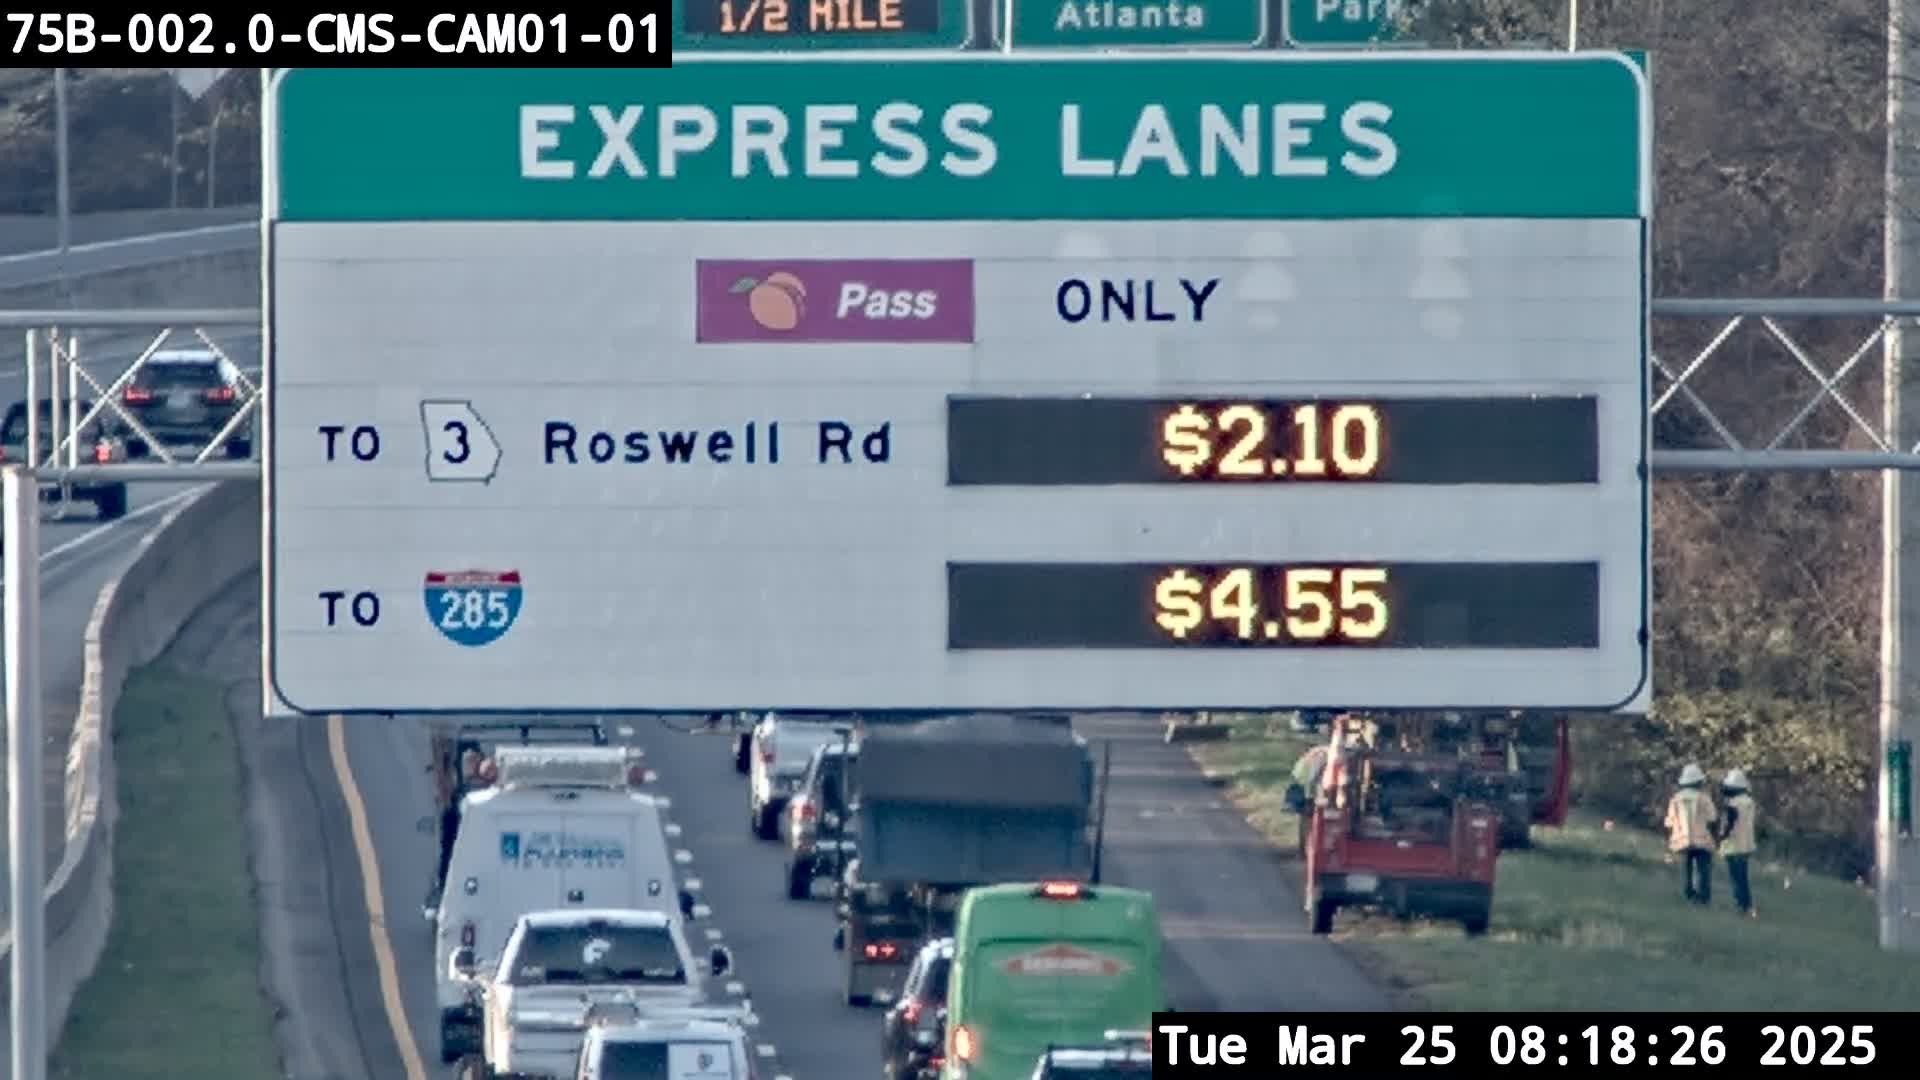 75B-002.0-CMS-CAM01-01
1/2 MILE
Atlanta
Park
EXPRESS LANES
Pass ONLY
TO 3 Roswell Rd $2.10
TO 285 $4.55
Tue Mar 25 08:18:26 2025